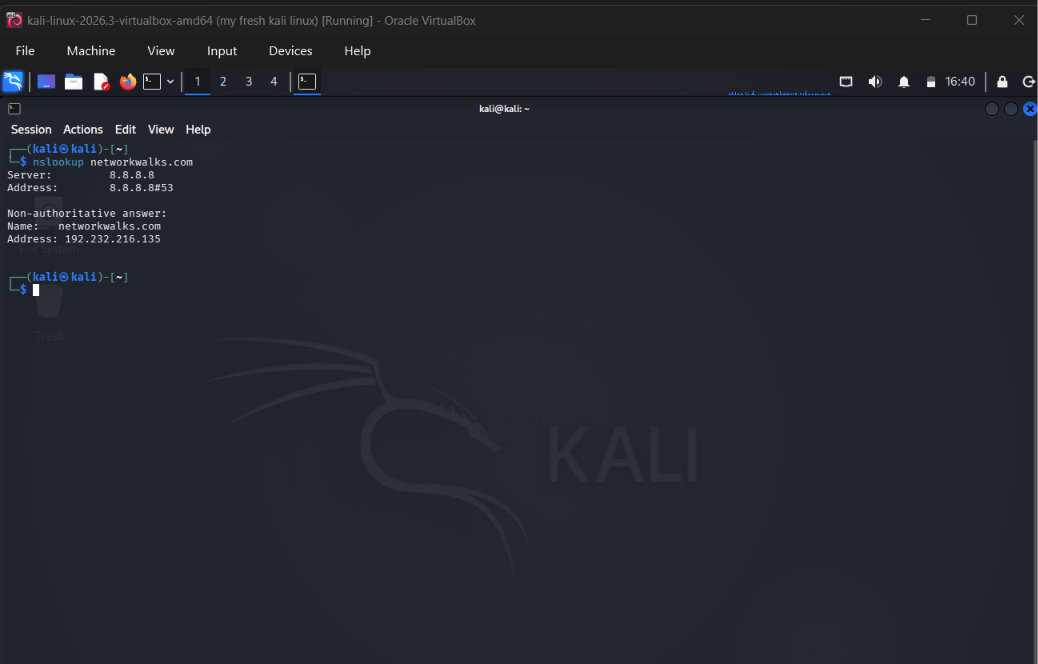 kali-linux-2026.3-virtualbox-amd64 (my fresh kali linux) [Running] - Oracle VirtualBox
File Machine View Input Devices Help
1 2 3 4 16:40
kali@kali: ~
Session Actions Edit View Help
┌──(kali㉿kali)-[~]
└─$ nslookup networkwalks.com
Server:         8.8.8.8
Address:        8.8.8.8#53
Non-authoritative answer:
Name:   networkwalks.com
Address: 192.232.216.135
File System
┌──(kali㉿kali)-[~]
└─$
Trash
KALI